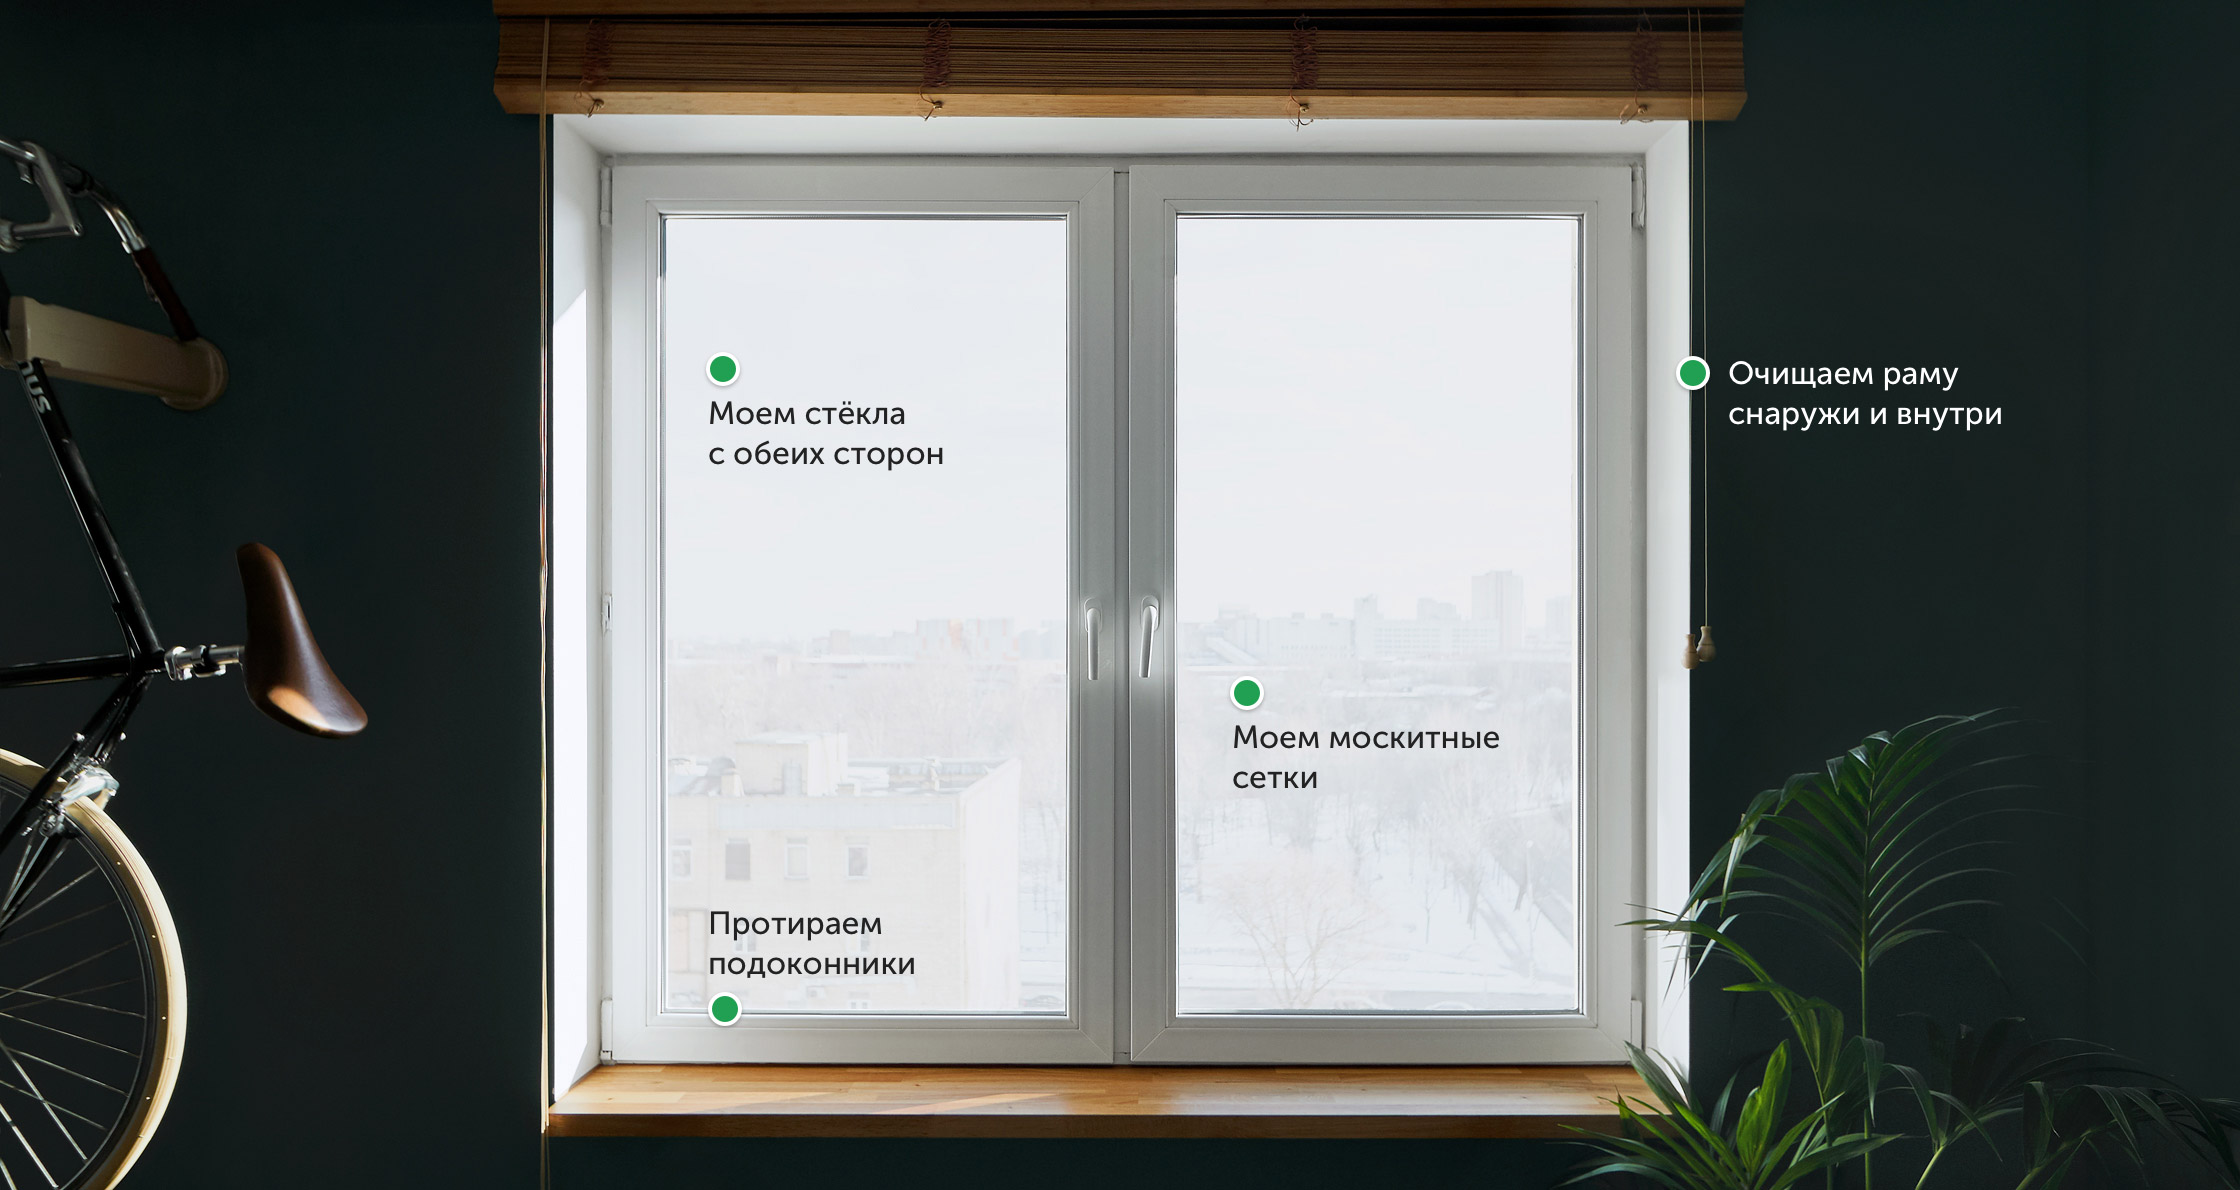 Моем стёкла
с обеих сторон
Очищаем раму
снаружи и внутри
Моем москитные
сетки
Протираем
подоконники